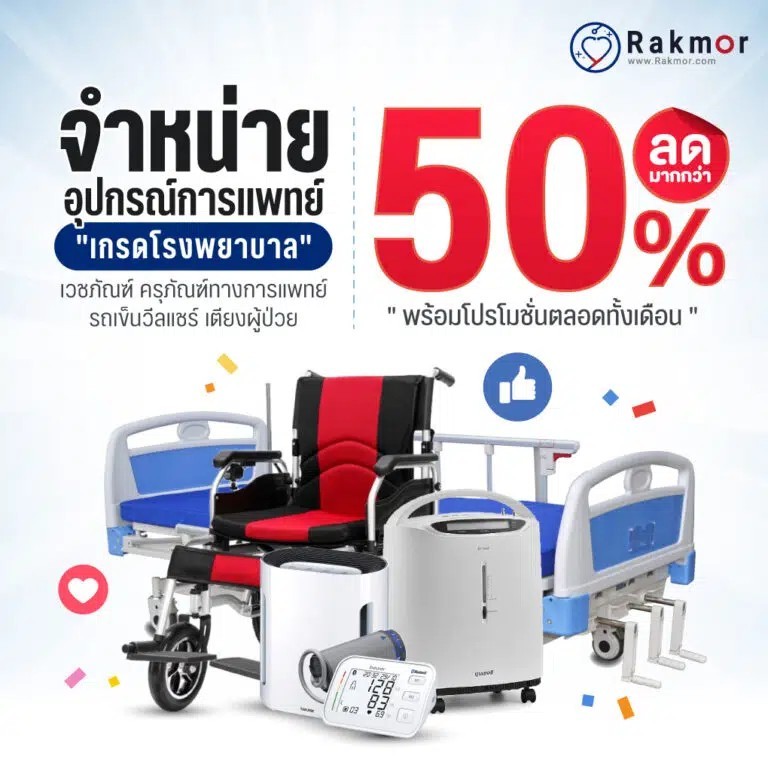 Rakmor
www.Rakmor.com
จำหน่าย
อุปกรณ์การแพทย์
"เกรดโรงพยาบาล"
เวชภัณฑ์ ครุภัณฑ์ทางการแพทย์
รถเข็นวีลแชร์ เตียงผู้ป่วย
50%
ลด
มากกว่า
" พร้อมโปรโมชั่นตลอดทั้งเดือน "